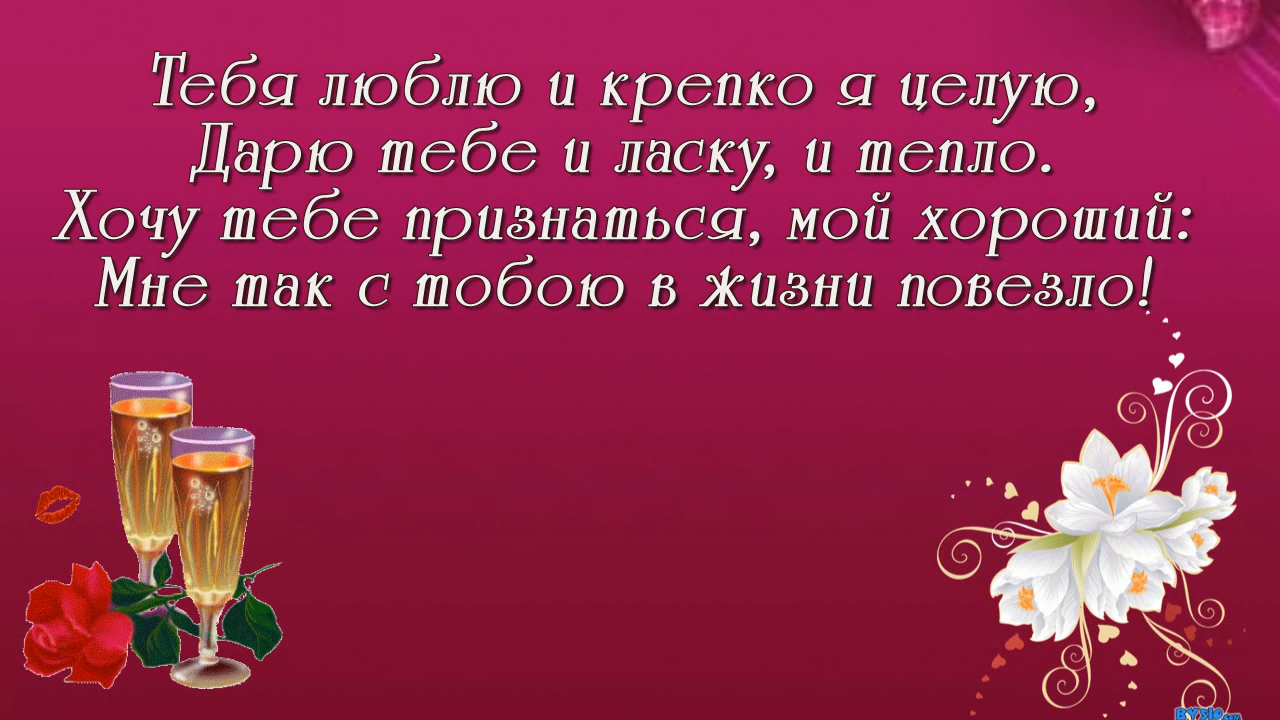 Тебя люблю и крепко я целую,
Дарю тебе и ласку, и тепло.
Хочу тебе признаться, мой хороший:
Мне так с тобою в жизни повезло!